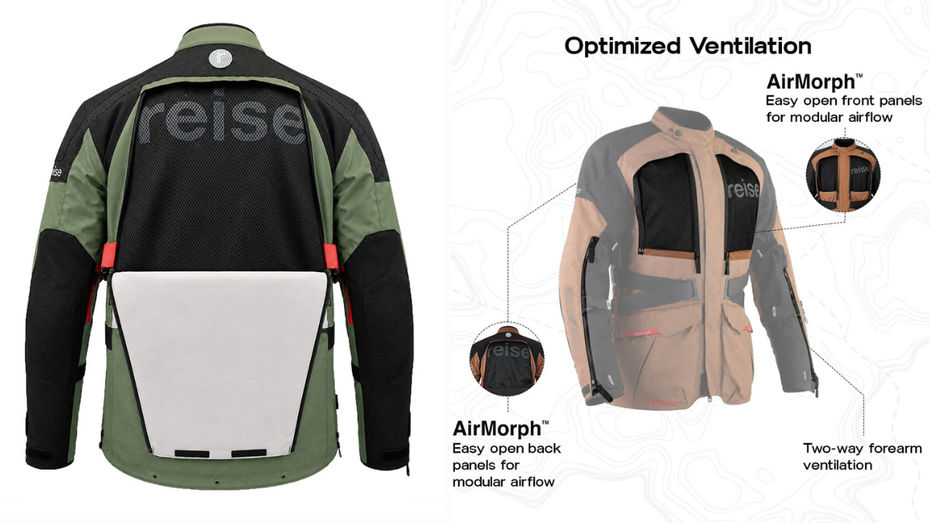 reise
Optimized Ventilation
AirMorph™
Easy open front panels
for modular airflow
reise
reise
reise
AirMorph™
Easy open back
panels for
modular airflow
Two-way forearm
ventilation